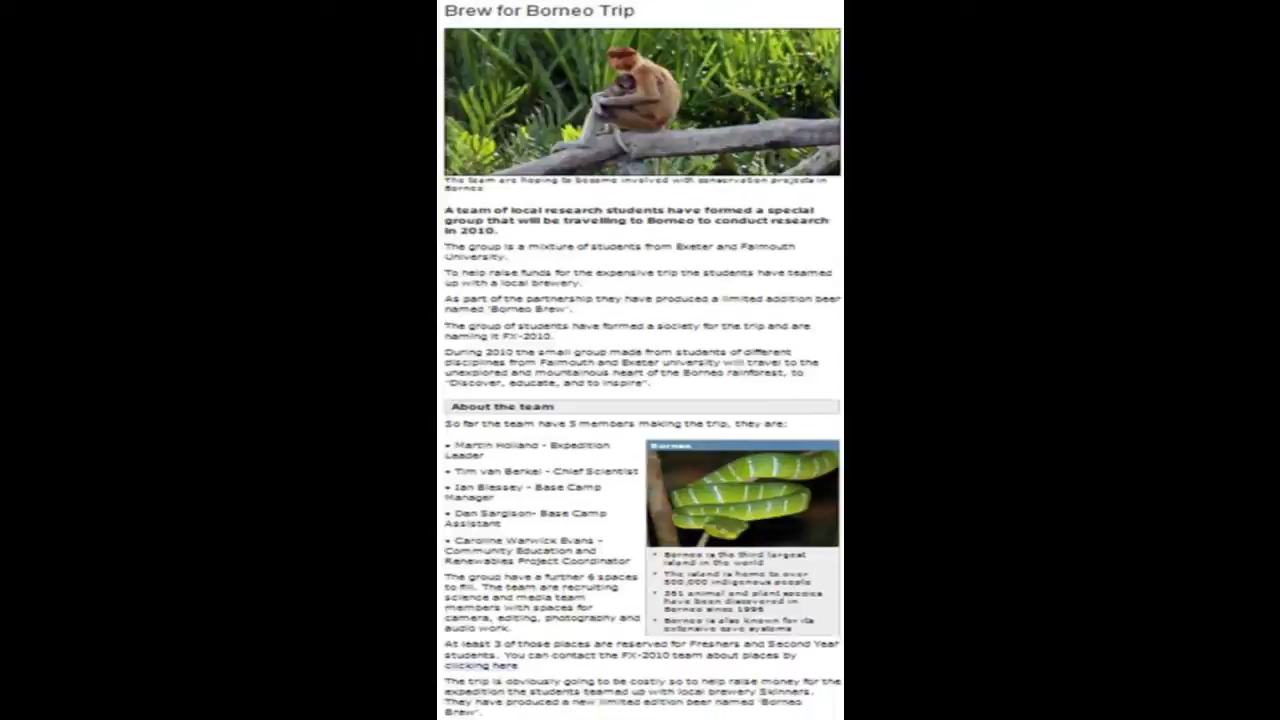 Brew for Borneo Trip
The team are hoping to become involved with conservation projects in
Borneo
A team of local research students have formed a special
group that will be travelling to Borneo to conduct research
in 2010.
The group is a mixture of students from Exeter and Falmouth
University.
To help raise funds for the expensive trip the students have teamed
up with a local brewery.
As part of the partnership they have produced a limited addition beer
named 'Borneo Brew'.
The group of students have formed a society for the trip and are
naming it FX-2010.
During 2010 the small group made from students of different
disciplines from Falmouth and Exeter university will travel to the
unexplored and mountainous heart of the Borneo rainforest, to
"Discover, educate, and to inspire".
About the team
So far the team have 5 members making the trip, they are:
• Martin Holland - Expedition
Leader
• Tim van Berkel - Chief Scientist
• Ian Blessey - Base Camp
Manager
• Dan Sargison- Base Camp
Assistant
• Caroline Warwick Evans -
Community Education and
Renewables Project Coordinator
The group have a further 6 spaces
to fill. The team are recruiting
science and media team
members with spaces for
camera, editing, photography and
audio work.
Borneo
• Borneo is the third largest
island in the world
• The island is home to over
500,000 indigenous people
• 361 animal and plant species
have been discovered in
Borneo since 1996
• Borneo is also known for its
extensive cave systems
At least 3 of those places are reserved for Freshers and Second Year
students. You can contact the FX-2010 team about places by
clicking here
The trip is obviously going to be costly so to help raise money for the
expedition the students teamed up with local brewery Skinners.
They have produced a new limited edition beer named 'Borneo
Brew'.